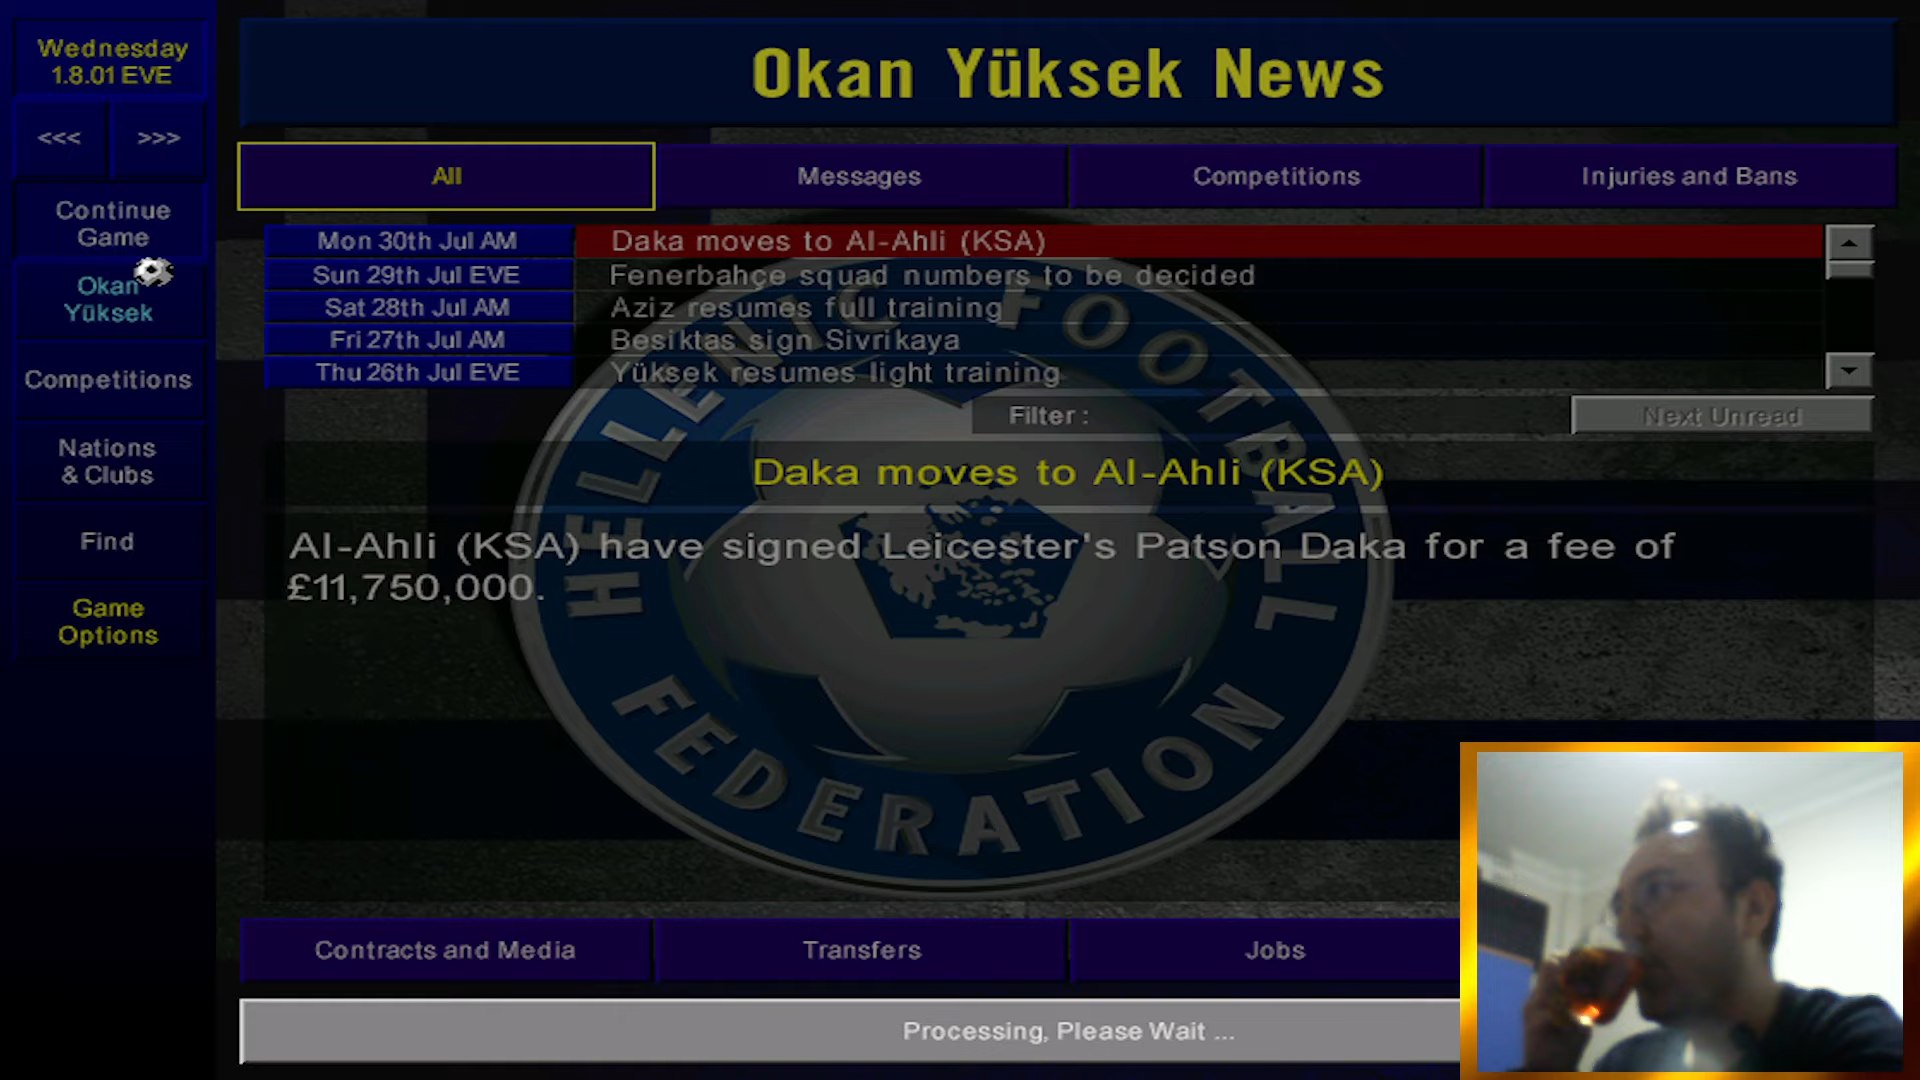 Wednesday
1.8.01 EVE
<<< >>>
Continue
Game
Okan
Yüksek
Competitions
Nations
& Clubs
Find
Game
Options
Okan Yüksek News
All Messages Competitions Injuries and Bans
Mon 30th Jul AM Daka moves to Al-Ahli (KSA)
Sun 29th Jul EVE Fenerbahçe squad numbers to be decided
Sat 28th Jul AM Aziz resumes full training
Fri 27th Jul AM Besiktas sign Sivrikaya
Thu 26th Jul EVE Yüksek resumes light training
Filter : Next Unread
Daka moves to Al-Ahli (KSA)
Al-Ahli (KSA) have signed Leicester's Patson Daka for a fee of
£11,750,000.
HELLENIC FOOTBALL
FEDERATION
Contracts and Media Transfers Jobs
Processing, Please Wait ...